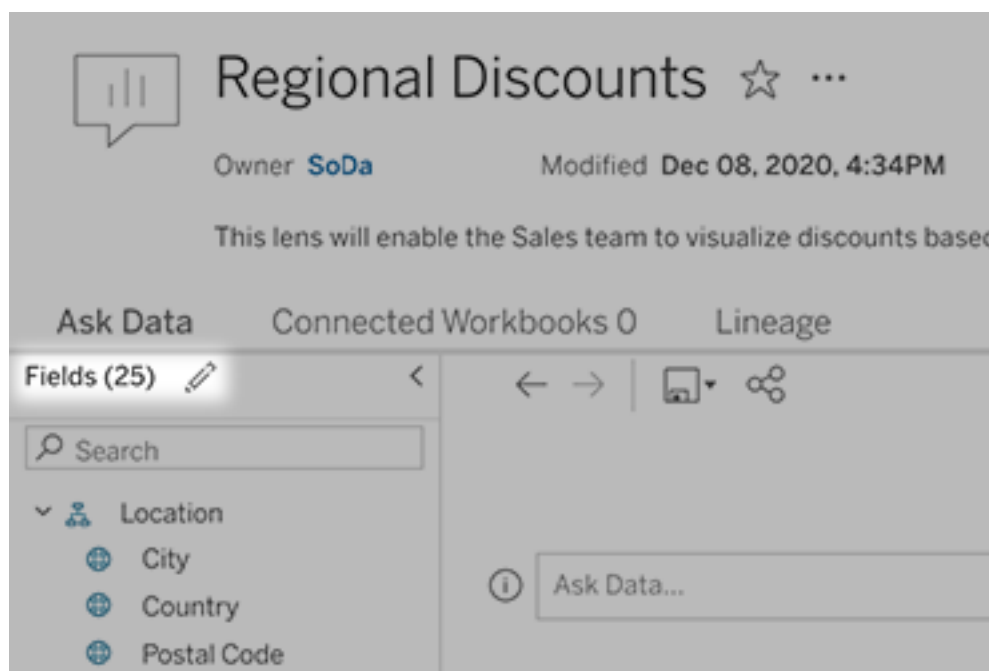 Regional Discounts
Owner SoDa Modified Dec 08, 2020, 4:34PM
This lens will enable the Sales team to visualize discounts based
Ask Data Connected Workbooks 0 Lineage
Fields (25)
Search
Location
City
Country
Postal Code
Ask Data...